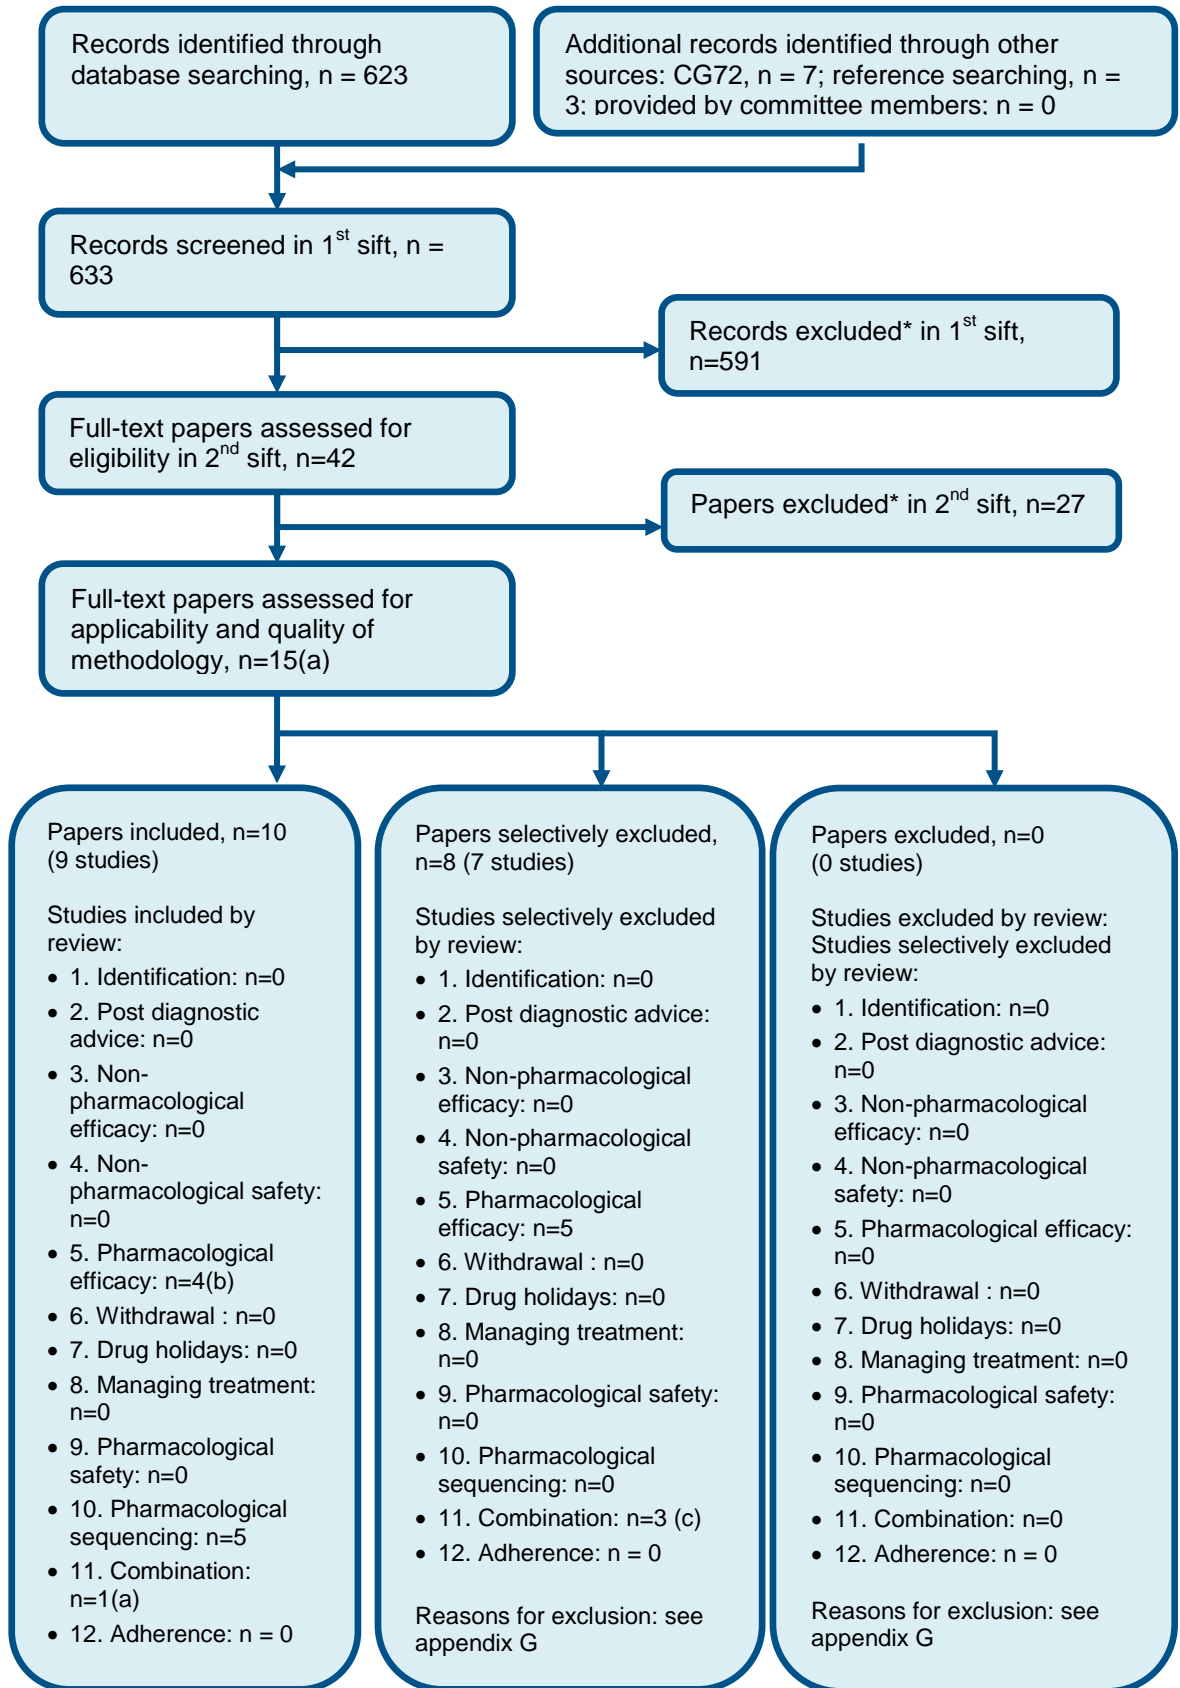 Records identified through
database searching, n = 623
Additional records identified through other
sources: CG72, n = 7; reference searching, n =
3; provided by committee members; n = 0
Records screened in 1st sift, n =
633
Records excluded* in 1st sift,
n=591
Full-text papers assessed for
eligibility in 2nd sift, n=42
Papers excluded* in 2nd sift, n=27
Full-text papers assessed for
applicability and quality of
methodology, n=15(a)
Papers included, n=10
(9 studies)
Studies included by
review:
• 1. Identification: n=0
• 2. Post diagnostic
advice: n=0
• 3. Non-
pharmacological
efficacy: n=0
• 4. Non-
pharmacological safety:
n=0
• 5. Pharmacological
efficacy: n=4(b)
• 6. Withdrawal : n=0
• 7. Drug holidays: n=0
• 8. Managing treatment:
n=0
• 9. Pharmacological
safety: n=0
• 10. Pharmacological
sequencing: n=5
• 11. Combination:
n=1(a)
• 12. Adherence: n = 0
Papers selectively excluded,
n=8 (7 studies)
Studies selectively excluded
by review:
• 1. Identification: n=0
• 2. Post diagnostic advice:
n=0
• 3. Non-pharmacological
efficacy: n=0
• 4. Non-pharmacological
safety: n=0
• 5. Pharmacological
efficacy: n=5
• 6. Withdrawal : n=0
• 7. Drug holidays: n=0
• 8. Managing treatment:
n=0
• 9. Pharmacological safety:
n=0
• 10. Pharmacological
sequencing: n=0
• 11. Combination: n=3 (c)
• 12. Adherence: n = 0
Reasons for exclusion: see
appendix G
Papers excluded, n=0
(0 studies)
Studies excluded by review:
Studies selectively excluded
by review:
• 1. Identification: n=0
• 2. Post diagnostic advice:
n=0
• 3. Non-pharmacological
efficacy: n=0
• 4. Non-pharmacological
safety: n=0
• 5. Pharmacological efficacy:
n=0
• 6. Withdrawal : n=0
• 7. Drug holidays: n=0
• 8. Managing treatment: n=0
• 9. Pharmacological safety:
n=0
• 10. Pharmacological
sequencing: n=0
• 11. Combination: n=0
• 12. Adherence: n = 0
Reasons for exclusion: see
appendix G